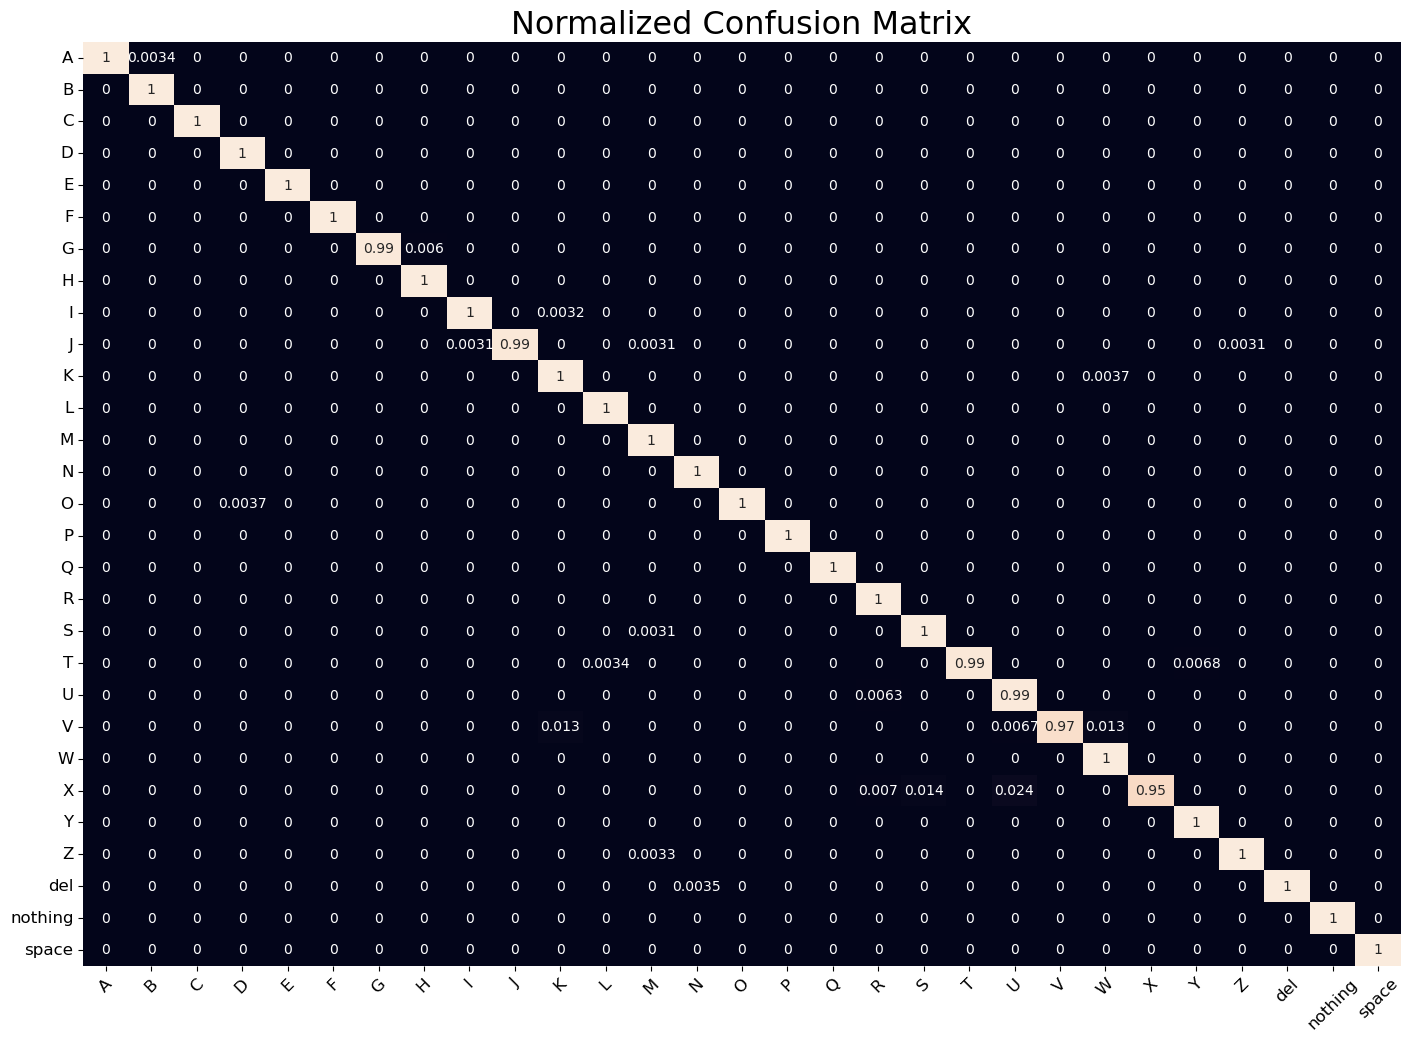 Normalized Confusion Matrix
A 1 0.0034 0 0 0 0 0 0 0 0 0 0 0 0 0 0 0 0 0 0 0 0 0 0 0 0 0 0 0
B 0 1 0 0 0 0 0 0 0 0 0 0 0 0 0 0 0 0 0 0 0 0 0 0 0 0 0 0 0
C 0 0 1 0 0 0 0 0 0 0 0 0 0 0 0 0 0 0 0 0 0 0 0 0 0 0 0 0 0
D 0 0 0 1 0 0 0 0 0 0 0 0 0 0 0 0 0 0 0 0 0 0 0 0 0 0 0 0 0
E 0 0 0 0 1 0 0 0 0 0 0 0 0 0 0 0 0 0 0 0 0 0 0 0 0 0 0 0 0
F 0 0 0 0 0 1 0 0 0 0 0 0 0 0 0 0 0 0 0 0 0 0 0 0 0 0 0 0 0
G 0 0 0 0 0 0 0.99 0.006 0 0 0 0 0 0 0 0 0 0 0 0 0 0 0 0 0 0 0 0 0
H 0 0 0 0 0 0 0 1 0 0 0 0 0 0 0 0 0 0 0 0 0 0 0 0 0 0 0 0 0
I 0 0 0 0 0 0 0 0 1 0 0.0032 0 0 0 0 0 0 0 0 0 0 0 0 0 0 0 0 0 0
J 0 0 0 0 0 0 0 0 0.0031 0.99 0 0 0.0031 0 0 0 0 0 0 0 0 0 0 0 0 0.0031 0 0 0
K 0 0 0 0 0 0 0 0 0 0 1 0 0 0 0 0 0 0 0 0 0 0 0.0037 0 0 0 0 0 0
L 0 0 0 0 0 0 0 0 0 0 0 1 0 0 0 0 0 0 0 0 0 0 0 0 0 0 0 0 0
M 0 0 0 0 0 0 0 0 0 0 0 0 1 0 0 0 0 0 0 0 0 0 0 0 0 0 0 0 0
N 0 0 0 0 0 0 0 0 0 0 0 0 0 1 0 0 0 0 0 0 0 0 0 0 0 0 0 0 0
O 0 0 0 0.0037 0 0 0 0 0 0 0 0 0 0 1 0 0 0 0 0 0 0 0 0 0 0 0 0 0
P 0 0 0 0 0 0 0 0 0 0 0 0 0 0 0 1 0 0 0 0 0 0 0 0 0 0 0 0 0
Q 0 0 0 0 0 0 0 0 0 0 0 0 0 0 0 0 1 0 0 0 0 0 0 0 0 0 0 0 0
R 0 0 0 0 0 0 0 0 0 0 0 0 0 0 0 0 0 1 0 0 0 0 0 0 0 0 0 0 0
S 0 0 0 0 0 0 0 0 0 0 0 0 0.0031 0 0 0 0 0 1 0 0 0 0 0 0 0 0 0 0
T 0 0 0 0 0 0 0 0 0 0 0 0.0034 0 0 0 0 0 0 0 0.99 0 0 0 0 0.0068 0 0 0 0
U 0 0 0 0 0 0 0 0 0 0 0 0 0 0 0 0 0 0.0063 0 0 0.99 0 0 0 0 0 0 0 0
V 0 0 0 0 0 0 0 0 0 0 0.013 0 0 0 0 0 0 0 0 0 0.0067 0.97 0.013 0 0 0 0 0 0
W 0 0 0 0 0 0 0 0 0 0 0 0 0 0 0 0 0 0 0 0 0 0 1 0 0 0 0 0 0
X 0 0 0 0 0 0 0 0 0 0 0 0 0 0 0 0 0 0.007 0.014 0 0.024 0 0 0.95 0 0 0 0 0
Y 0 0 0 0 0 0 0 0 0 0 0 0 0 0 0 0 0 0 0 0 0 0 0 0 1 0 0 0 0
Z 0 0 0 0 0 0 0 0 0 0 0 0 0.0033 0 0 0 0 0 0 0 0 0 0 0 0 1 0 0 0
del 0 0 0 0 0 0 0 0 0 0 0 0 0 0.0035 0 0 0 0 0 0 0 0 0 0 0 0 1 0 0
nothing 0 0 0 0 0 0 0 0 0 0 0 0 0 0 0 0 0 0 0 0 0 0 0 0 0 0 0 1 0
space 0 0 0 0 0 0 0 0 0 0 0 0 0 0 0 0 0 0 0 0 0 0 0 0 0 0 0 0 1
A B C D E F G H I J K L M N O P Q R S T U V W X Y Z del nothing space